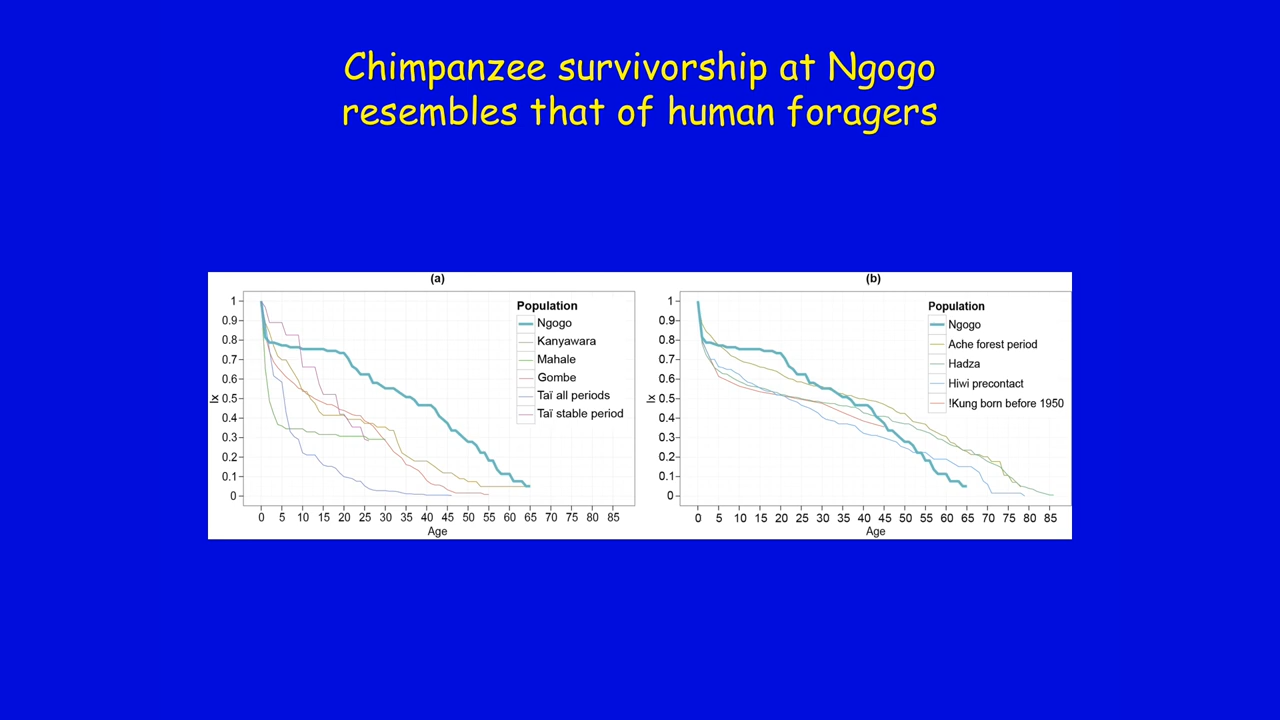 Chimpanzee survivorship at Ngogo
resembles that of human foragers
(a)
1
0.9
0.8
0.7
0.6
0.5
0.4
0.3
0.2
0.1
0
lx
0 5 10 15 20 25 30 35 40 45 50 55 60 65 70 75 80 85
Age
Population
Ngogo
Kanyawara
Mahale
Gombe
Taï all periods
Taï stable period
(b)
1
0.9
0.8
0.7
0.6
0.5
0.4
0.3
0.2
0.1
0
lx
0 5 10 15 20 25 30 35 40 45 50 55 60 65 70 75 80 85
Age
Population
Ngogo
Ache forest period
Hadza
Hiwi precontact
!Kung born before 1950